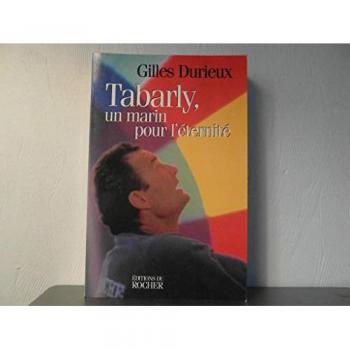 Gilles Durieux
Tabarly,
un marin
pour l'éternité
ÉDITIONS DU
ROCHER